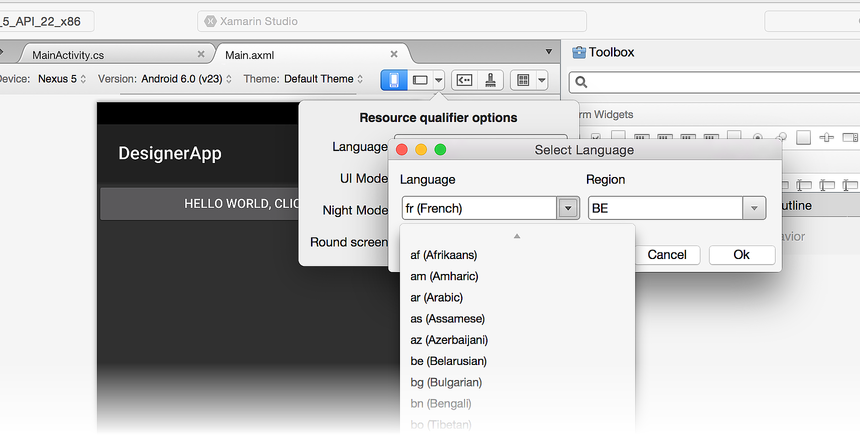 _5_API_22_x86
Xamarin Studio
MainActivity.cs
Main.axml
Toolbox
Device: Nexus 5
Version: Android 6.0 (v23)
Theme: Default Theme
Resource qualifier options
Language
UI Mode
Night Mode
Round screen
DesignerApp
HELLO WORLD, CLIC
Select Language
Language
Region
fr (French)
BE
Cancel
Ok
af (Afrikaans)
am (Amharic)
ar (Arabic)
as (Assamese)
az (Azerbaijani)
be (Belarusian)
bg (Bulgarian)
bn (Bengali)
bo (Tibetan)
rm Widgets
utline
avior